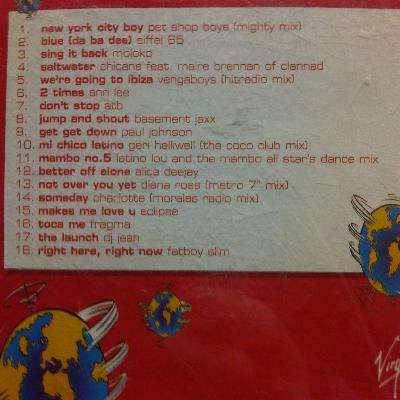 1. new york city boy pet shop boys (mighty mix)
2. blue (da ba dee) eiffel 65
3. sing it back moloko
4. saltwater chicane feat. maire brennan of clannad
5. we're going to ibiza vengaboys (hitradio mix)
6. 2 times ann lee
7. don't stop atb
8. jump and shout basement jaxx
9. get get down paul johnson
10. mi chico latino geri halliwell (the coco club mix)
11. mambo no.5 latino lou and the mambo all star's dance mix
12. better off alone alice deejay
13. not over you yet diana ross (metro 7" mix)
14. someday charlotte (morales radio mix)
15. makes me love u eclipse
16. toca me fragma
17. the launch dj jean
18. right here, right now fatboy slim